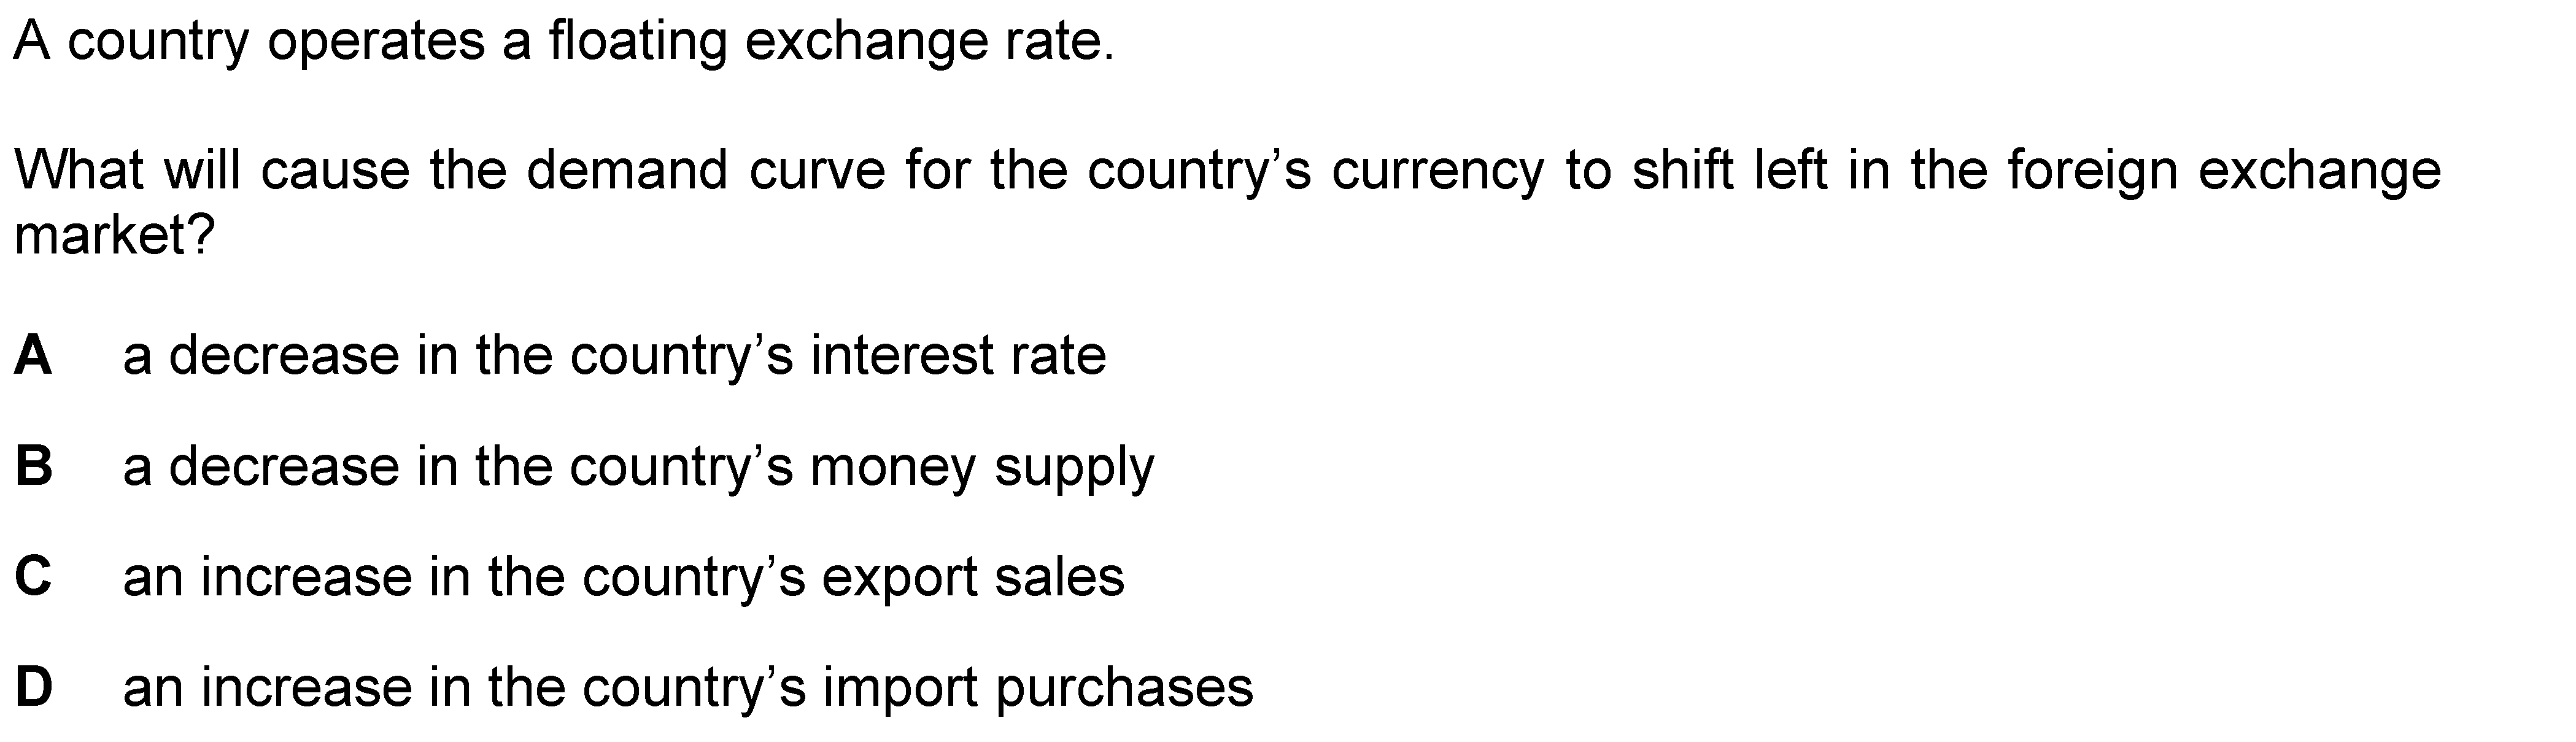 A country operates a floating exchange rate.
What will cause the demand curve for the country’s currency to shift left in the foreign exchange
market?
A a decrease in the country’s interest rate
B a decrease in the country’s money supply
C an increase in the country’s export sales
D an increase in the country’s import purchases